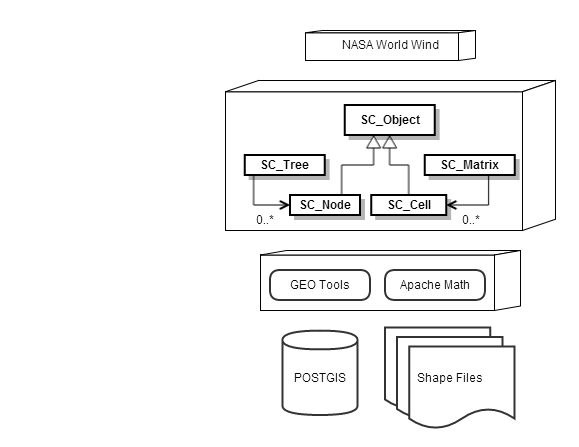 NASA World Wind
SC_Object
SC_Tree
SC_Matrix
SC_Node
SC_Cell
0..*
0..*
GEO Tools
Apache Math
POSTGIS
Shape Files